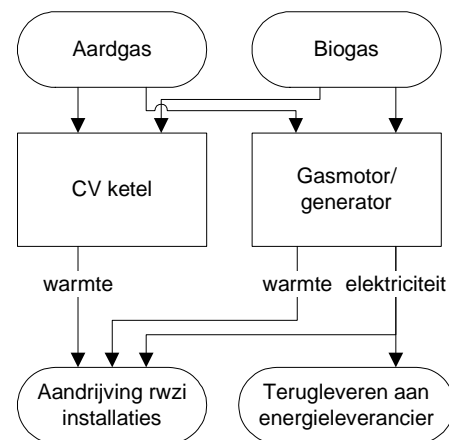 Aardgas
Biogas
CV ketel
Gasmotor/
generator
warmte
warmte
elektriciteit
Aandrijving rwzi
installaties
Terugleveren aan
energieleverancier